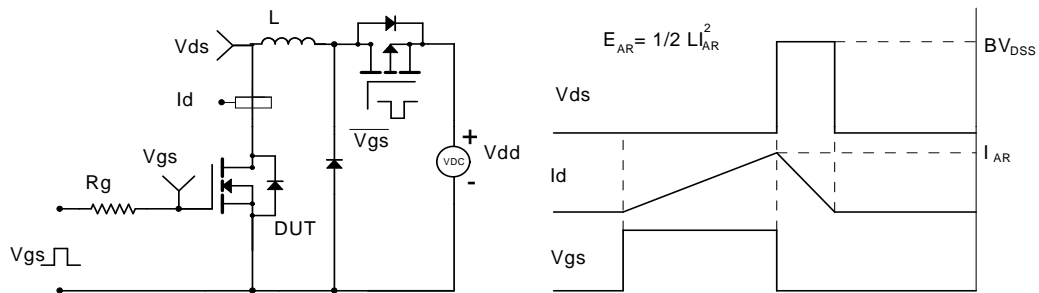 L
Vds
Id
Vgs
Vgs
+
VDC
Vdd
-
Vgs
Rg
DUT
Vgs
E_AR= 1/2 LI_AR^2
BV_DSS
Vds
I_AR
Id
Vgs